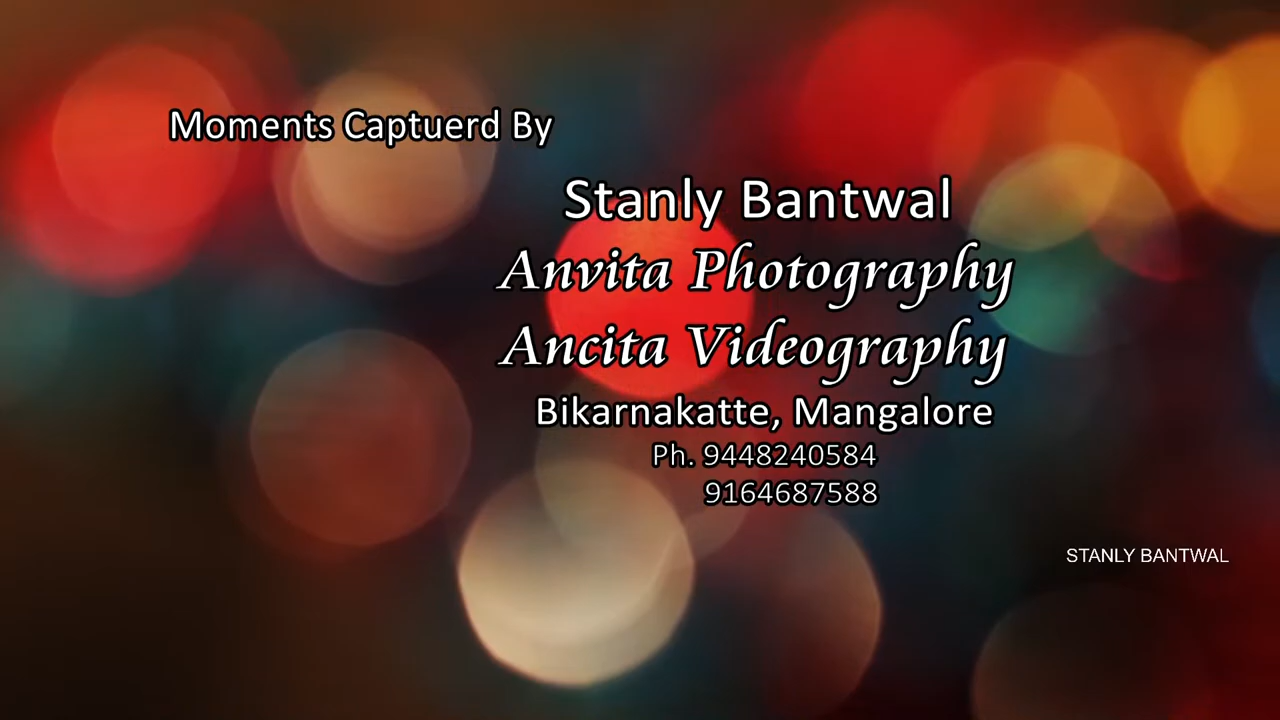 Moments Captuerd By
Stanly Bantwal
Anvita Photography
Ancita Videography
Bikarnakatte, Mangalore
Ph. 9448240584
9164687588
STANLY BANTWAL